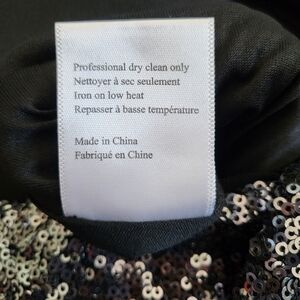 Professional dry clean only
Nettoyer à sec seulement
Iron on low heat
Repasser à basse température
Made in China
Fabriqué en Chine